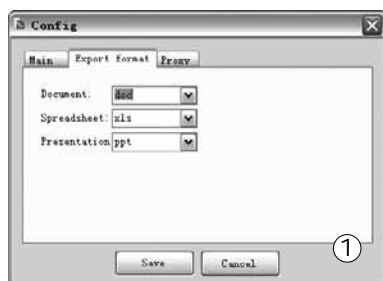 Config
Main Export format Proxy
Document: doc
Spreadsheet: xls
Presentation ppt
Save Cancel
①